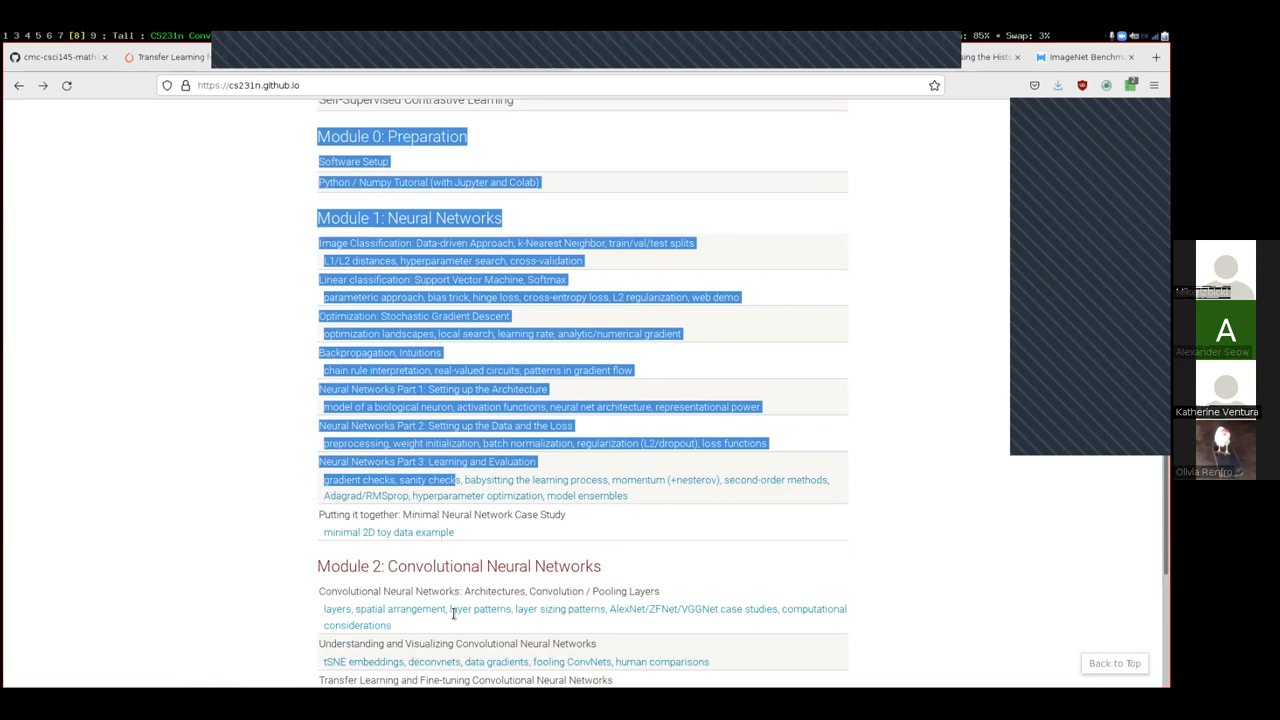 1 2 3 4 5 6 7 [8] 9 : Tall : CS231n Conv
: 85% * Swap: 3%
cmc-csci145-math
Transfer Learning f
sing the Histo
ImageNet Benchm
https://cs231n.github.io
2
Self-Supervised Contrastive Learning
Module 0: Preparation
Software Setup
Python / Numpy Tutorial (with Jupyter and Colab)
Module 1: Neural Networks
Image Classification: Data-driven Approach, k-Nearest Neighbor, train/val/test splits
L1/L2 distances, hyperparameter search, cross-validation
Linear classification: Support Vector Machine, Softmax
parameteric approach, bias trick, hinge loss, cross-entropy loss, L2 regularization, web demo
Optimization: Stochastic Gradient Descent
optimization landscapes, local search, learning rate, analytic/numerical gradient
Backpropagation, Intuitions
chain rule interpretation, real-valued circuits, patterns in gradient flow
Neural Networks Part 1: Setting up the Architecture
model of a biological neuron, activation functions, neural net architecture, representational power
Neural Networks Part 2: Setting up the Data and the Loss
preprocessing, weight initialization, batch normalization, regularization (L2/dropout), loss functions
Neural Networks Part 3: Learning and Evaluation
gradient checks, sanity checks, babysitting the learning process, momentum (+nesterov), second-order methods,
Adagrad/RMSprop, hyperparameter optimization, model ensembles
Putting it together: Minimal Neural Network Case Study
minimal 2D toy data example
Module 2: Convolutional Neural Networks
Convolutional Neural Networks: Architectures, Convolution / Pooling Layers
layers, spatial arrangement, layer patterns, layer sizing patterns, AlexNet/ZFNet/VGGNet case studies, computational
considerations
Understanding and Visualizing Convolutional Neural Networks
tSNE embeddings, deconvnets, data gradients, fooling ConvNets, human comparisons
Transfer Learning and Fine-tuning Convolutional Neural Networks
Back to Top
A
Alexander Seow
Katherine Ventura
Olivia Renfro